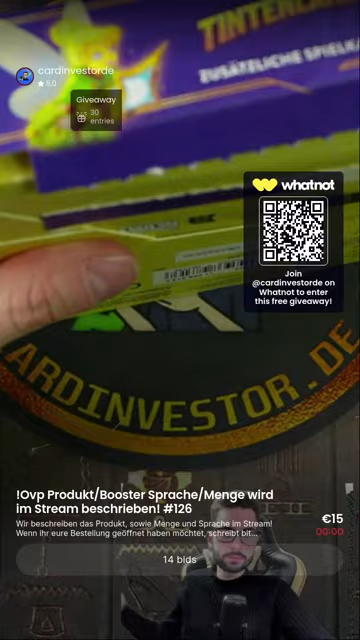 TINTEN
ZUSÄTZLICHE SPIELK
cardinvestorde
★ 5,0
Giveaway
30
entries
whatnot
Join
@cardinvestorde on
Whatnot to enter
this free giveaway!
ARDINVESTOR.DE
!Ovp Produkt/Booster Sprache/Menge wird
im Stream beschrieben! #126
€15
Wir beschreiben das Produkt, sowie Menge und Sprache im Stream!
00:00
Wenn ihr eure Bestellung geöffnet haben möchtet, schreibt bit...
14 bids